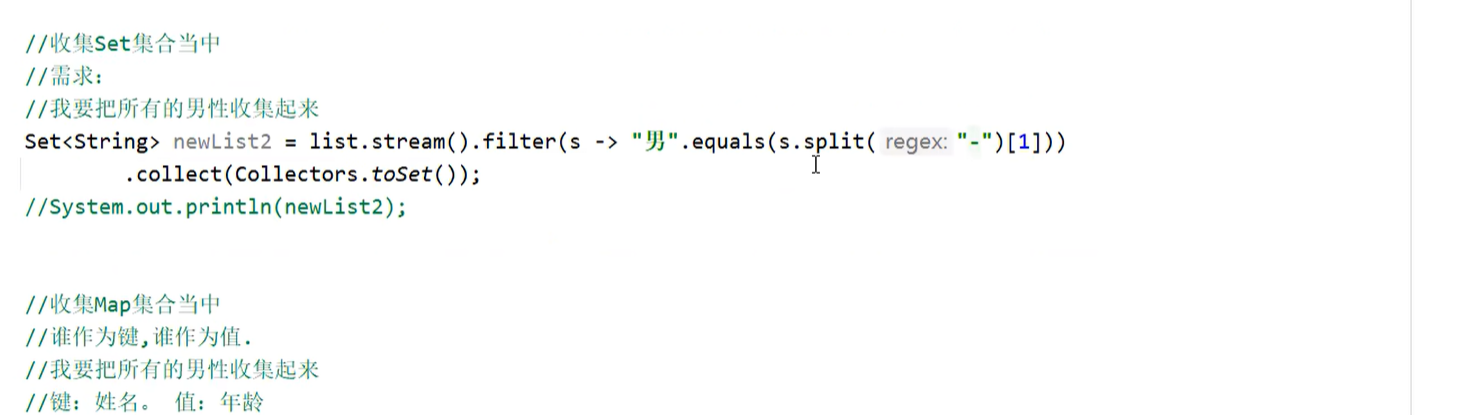 //收集Set集合当中
//需求：
//我要把所有的男性收集起来
Set<String> newList2 = list.stream().filter(s -> "男".equals(s.split( regex: "-")[1]))
.collect(Collectors.toSet());
//System.out.println(newList2);
//收集Map集合当中
//谁作为键,谁作为值.
//我要把所有的男性收集起来
//键：姓名。 值：年龄